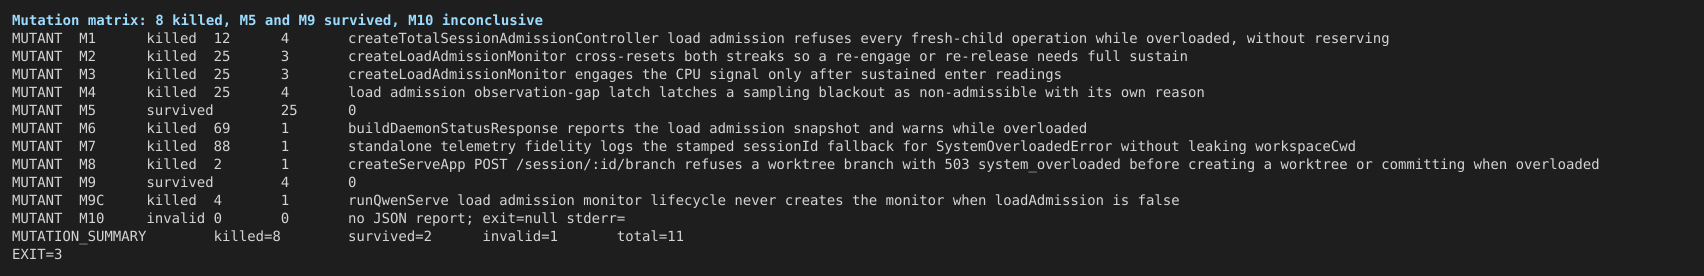 Mutation matrix: 8 killed, M5 and M9 survived, M10 inconclusive
MUTANT  M1      killed  12      4       createTotalSessionAdmissionController load admission refuses every fresh-child operation while overloaded, without reserving
MUTANT  M2      killed  25      3       createLoadAdmissionMonitor cross-resets both streaks so a re-engage or re-release needs full sustain
MUTANT  M3      killed  25      3       createLoadAdmissionMonitor engages the CPU signal only after sustained enter readings
MUTANT  M4      killed  25      4       load admission observation-gap latch latches a sampling blackout as non-admissible with its own reason
MUTANT  M5      survived        25      0
MUTANT  M6      killed  69      1       buildDaemonStatusResponse reports the load admission snapshot and warns while overloaded
MUTANT  M7      killed  88      1       standalone telemetry fidelity logs the stamped sessionId fallback for SystemOverloadedError without leaking workspaceCwd
MUTANT  M8      killed  2       1       createServeApp POST /session/:id/branch refuses a worktree branch with 503 system_overloaded before creating a worktree or committing when overloaded
MUTANT  M9      survived        4       0
MUTANT  M9C     killed  4       1       runQwenServe load admission monitor lifecycle never creates the monitor when loadAdmission is false
MUTANT  M10     invalid 0       0       no JSON report; exit=null stderr=
MUTATION_SUMMARY        killed=8        survived=2      invalid=1       total=11
EXIT=3